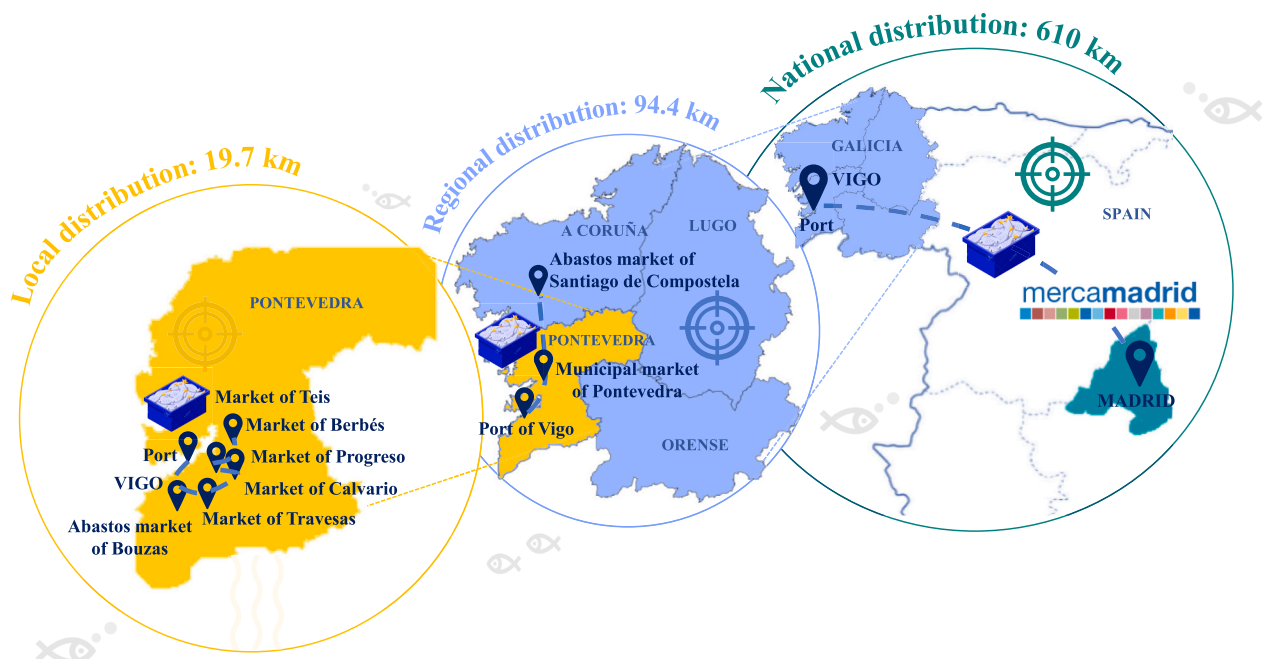 Local distribution: 19.7 km
PONTEVEDRA
Market of Teis
Market of Berbés
Port
Market of Progreso
VIGO
Market of Calvario
Market of Travesas
Abastos market
of Bouzas
Regional distribution: 94.4 km
A CORUÑA
LUGO
Abastos market of
Santiago de Compostela
PONTEVEDRA
Municipal market
of Pontevedra
Port of Vigo
ORENSE
National distribution: 610 km
GALICIA
VIGO
Port
SPAIN
mercamadrid
MADRID